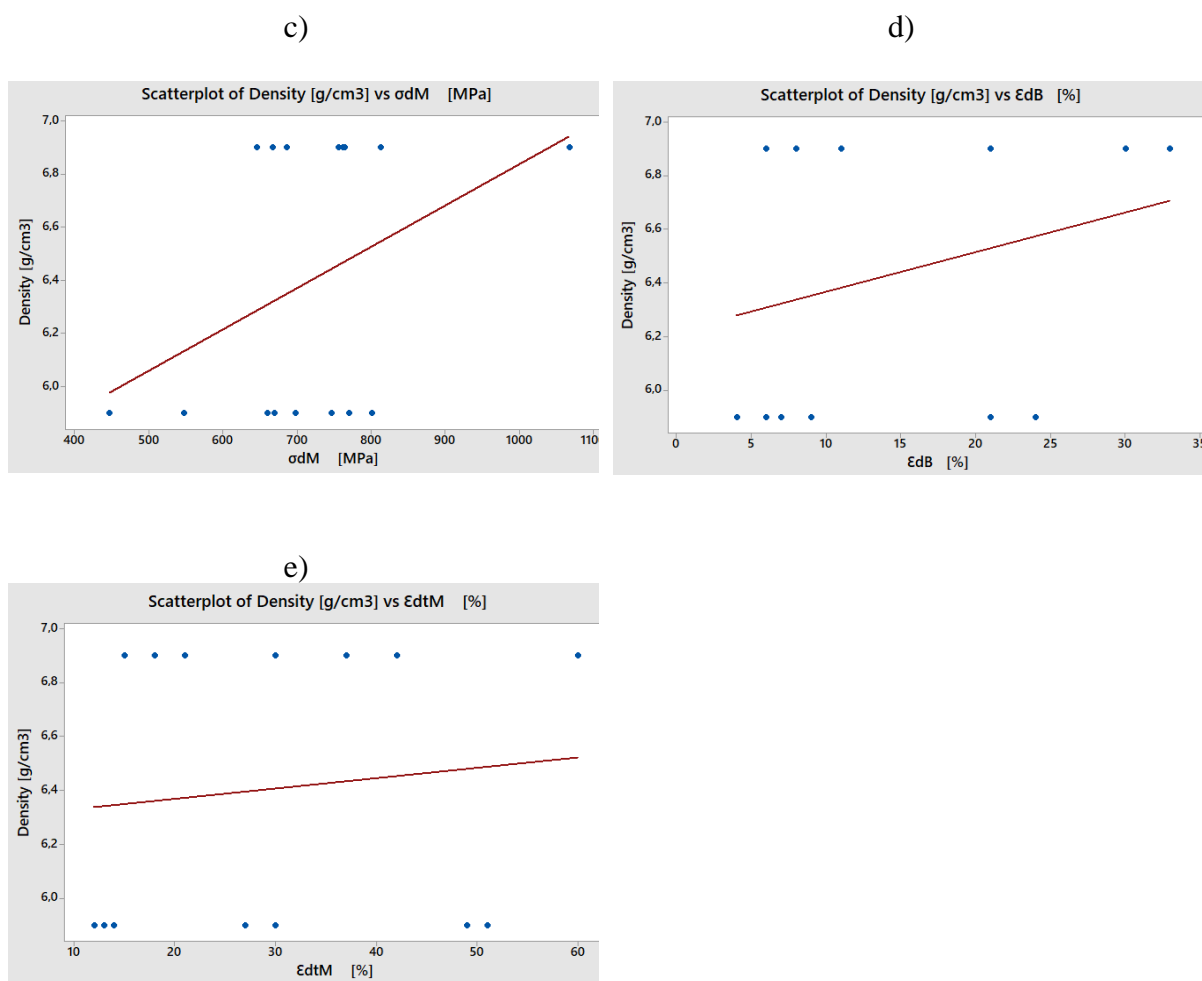 c)
d)
Scatterplot of Density [g/cm3] vs σdM [MPa]
7,0
6,8
6,6
6,4
6,2
6,0
Density [g/cm3]
400 500 600 700 800 900 1000 1100
σdM [MPa]
Scatterplot of Density [g/cm3] vs ƐdB [%]
7,0
6,8
6,6
6,4
6,2
6,0
Density [g/cm3]
0 5 10 15 20 25 30 35
ƐdB [%]
e)
Scatterplot of Density [g/cm3] vs ƐdtM [%]
7,0
6,8
6,6
6,4
6,2
6,0
Density [g/cm3]
10 20 30 40 50 60
ƐdtM [%]